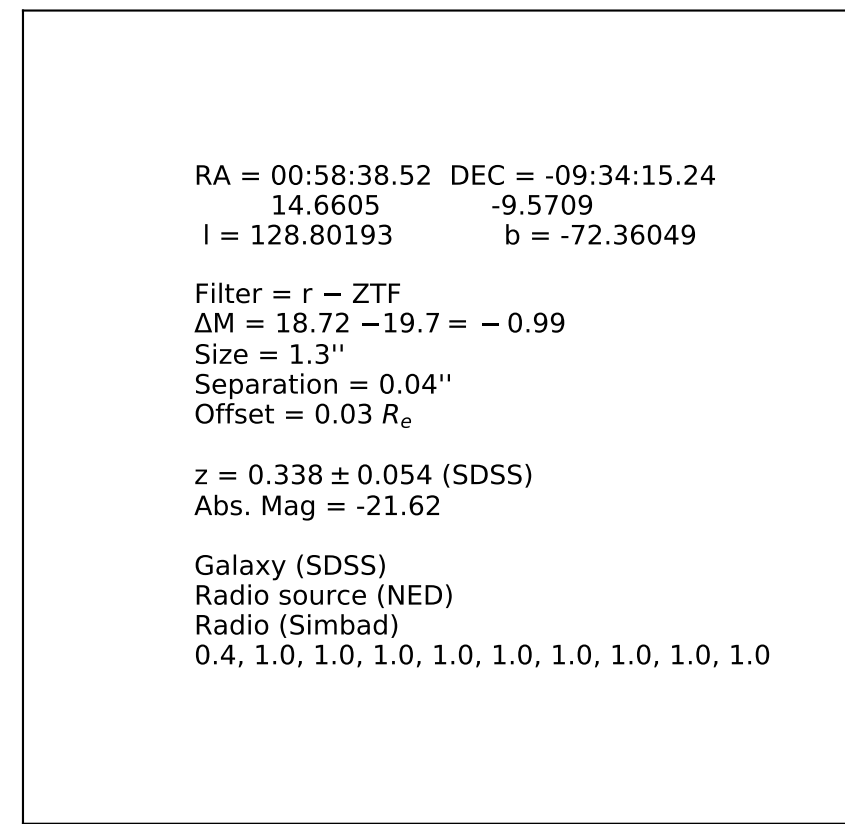 RA = 00:58:38.52 DEC = -09:34:15.24
14.6605 -9.5709
l = 128.80193 b = -72.36049
Filter = r − ZTF
ΔM = 18.72 −19.7 = − 0.99
Size = 1.3''
Separation = 0.04''
Offset = 0.03 Re
z = 0.338 ± 0.054 (SDSS)
Abs. Mag = -21.62
Galaxy (SDSS)
Radio source (NED)
Radio (Simbad)
0.4, 1.0, 1.0, 1.0, 1.0, 1.0, 1.0, 1.0, 1.0, 1.0